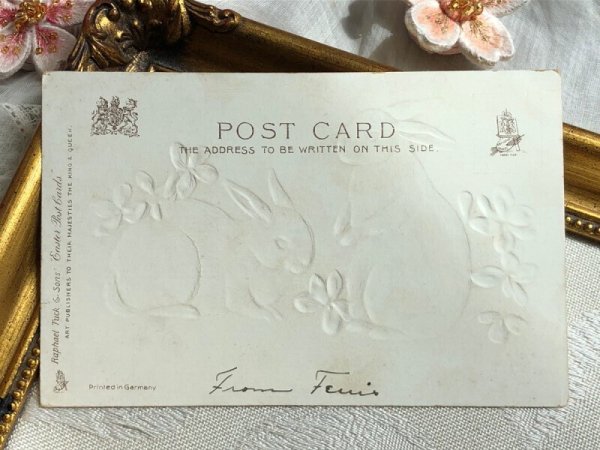 POST CARD
THE ADDRESS TO BE WRITTEN ON THIS SIDE.
Raphael Tuck & Sons' "Easter Post Cards"
ART PUBLISHERS TO THEIR MAJESTIES THE KING & QUEEN.
Printed in Germany
From